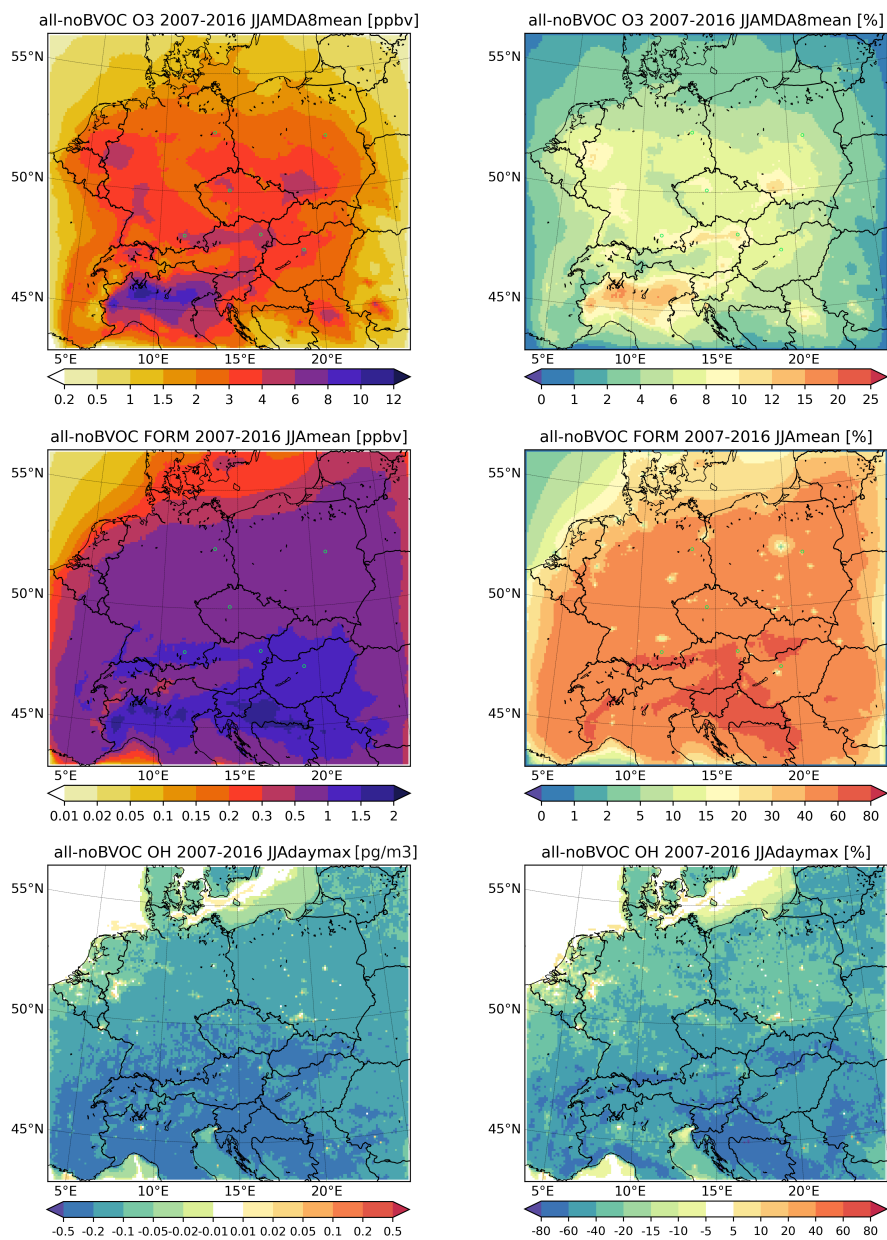 all-noBVOC O3 2007-2016 JJAMDA8mean [ppbv]
all-noBVOC O3 2007-2016 JJAMDA8mean [%]
55°N
55°N
50°N
50°N
45°N
45°N
5°E 10°E 15°E 20°E
5°E 10°E 15°E 20°E
0.2 0.5 1 1.5 2 3 4 6 8 10 12
0 1 2 4 6 8 10 12 15 20 25
all-noBVOC FORM 2007-2016 JJAmean [ppbv]
all-noBVOC FORM 2007-2016 JJAmean [%]
55°N
55°N
50°N
50°N
45°N
45°N
5°E 10°E 15°E 20°E
5°E 10°E 15°E 20°E
0.01 0.02 0.05 0.1 0.15 0.2 0.3 0.5 1 1.5 2
0 1 2 5 10 15 20 30 40 60 80
all-noBVOC OH 2007-2016 JJAdaymax [pg/m3]
all-noBVOC OH 2007-2016 JJAdaymax [%]
55°N
55°N
50°N
50°N
45°N
45°N
5°E 10°E 15°E 20°E
5°E 10°E 15°E 20°E
-0.5 -0.2 -0.1 -0.05 -0.02 -0.01 0.01 0.05 0.1 0.2 0.5
-80 -60 -40 -20 -15 -10 -5 5 10 20 40 60 80